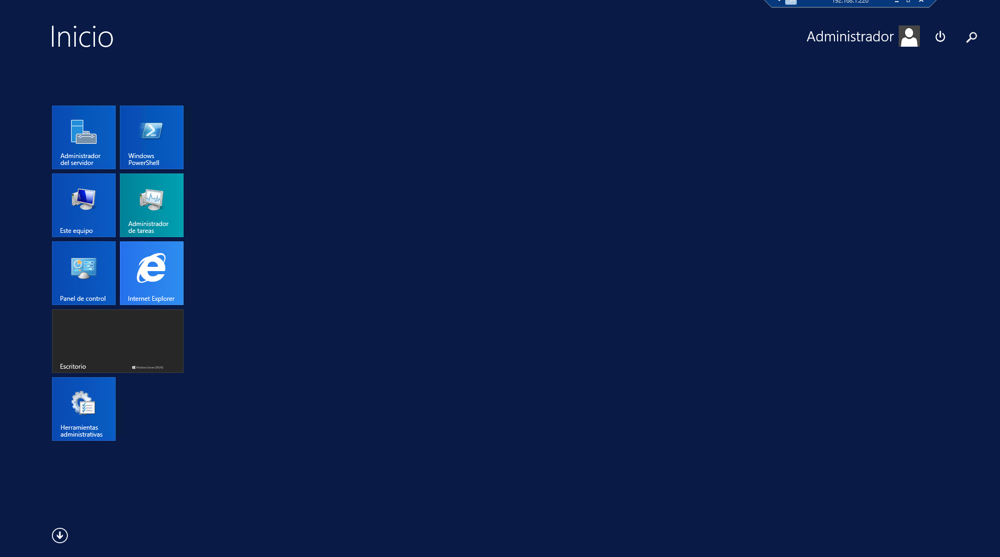 192.168.1.220
Inicio
Administrador
Administrador
del servidor
Windows
PowerShell
Este equipo
Administrador
de tareas
Panel de control
Internet Explorer
Escritorio
Windows Server 2012 R2
Herramientas
administrativas